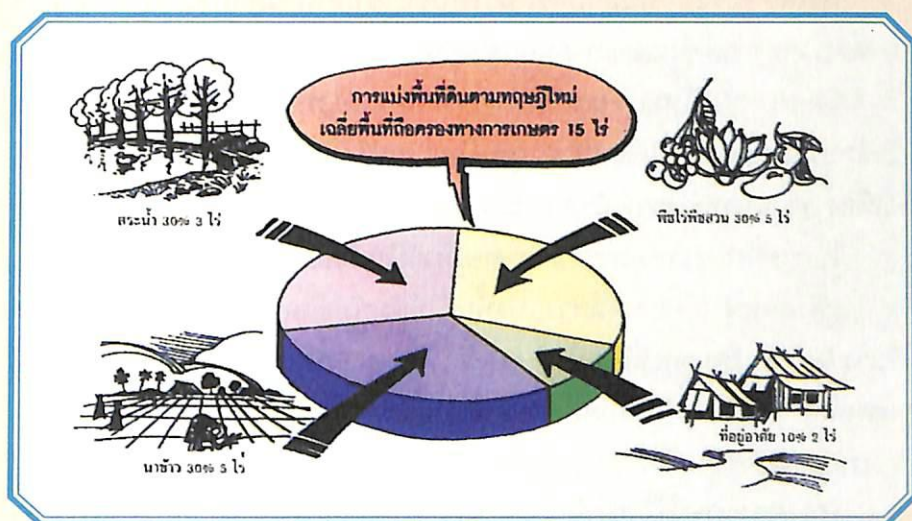 การแบ่งพื้นที่ดินตามทฤษฎีใหม่
เฉลี่ยพื้นที่ถือครองทางการเกษตร 15 ไร่
สระน้ำ 30% 3 ไร่
พืชไร่พืชสวน 30% 5 ไร่
นาข้าว 30% 5 ไร่
ที่อยู่อาศัย 10% 2 ไร่